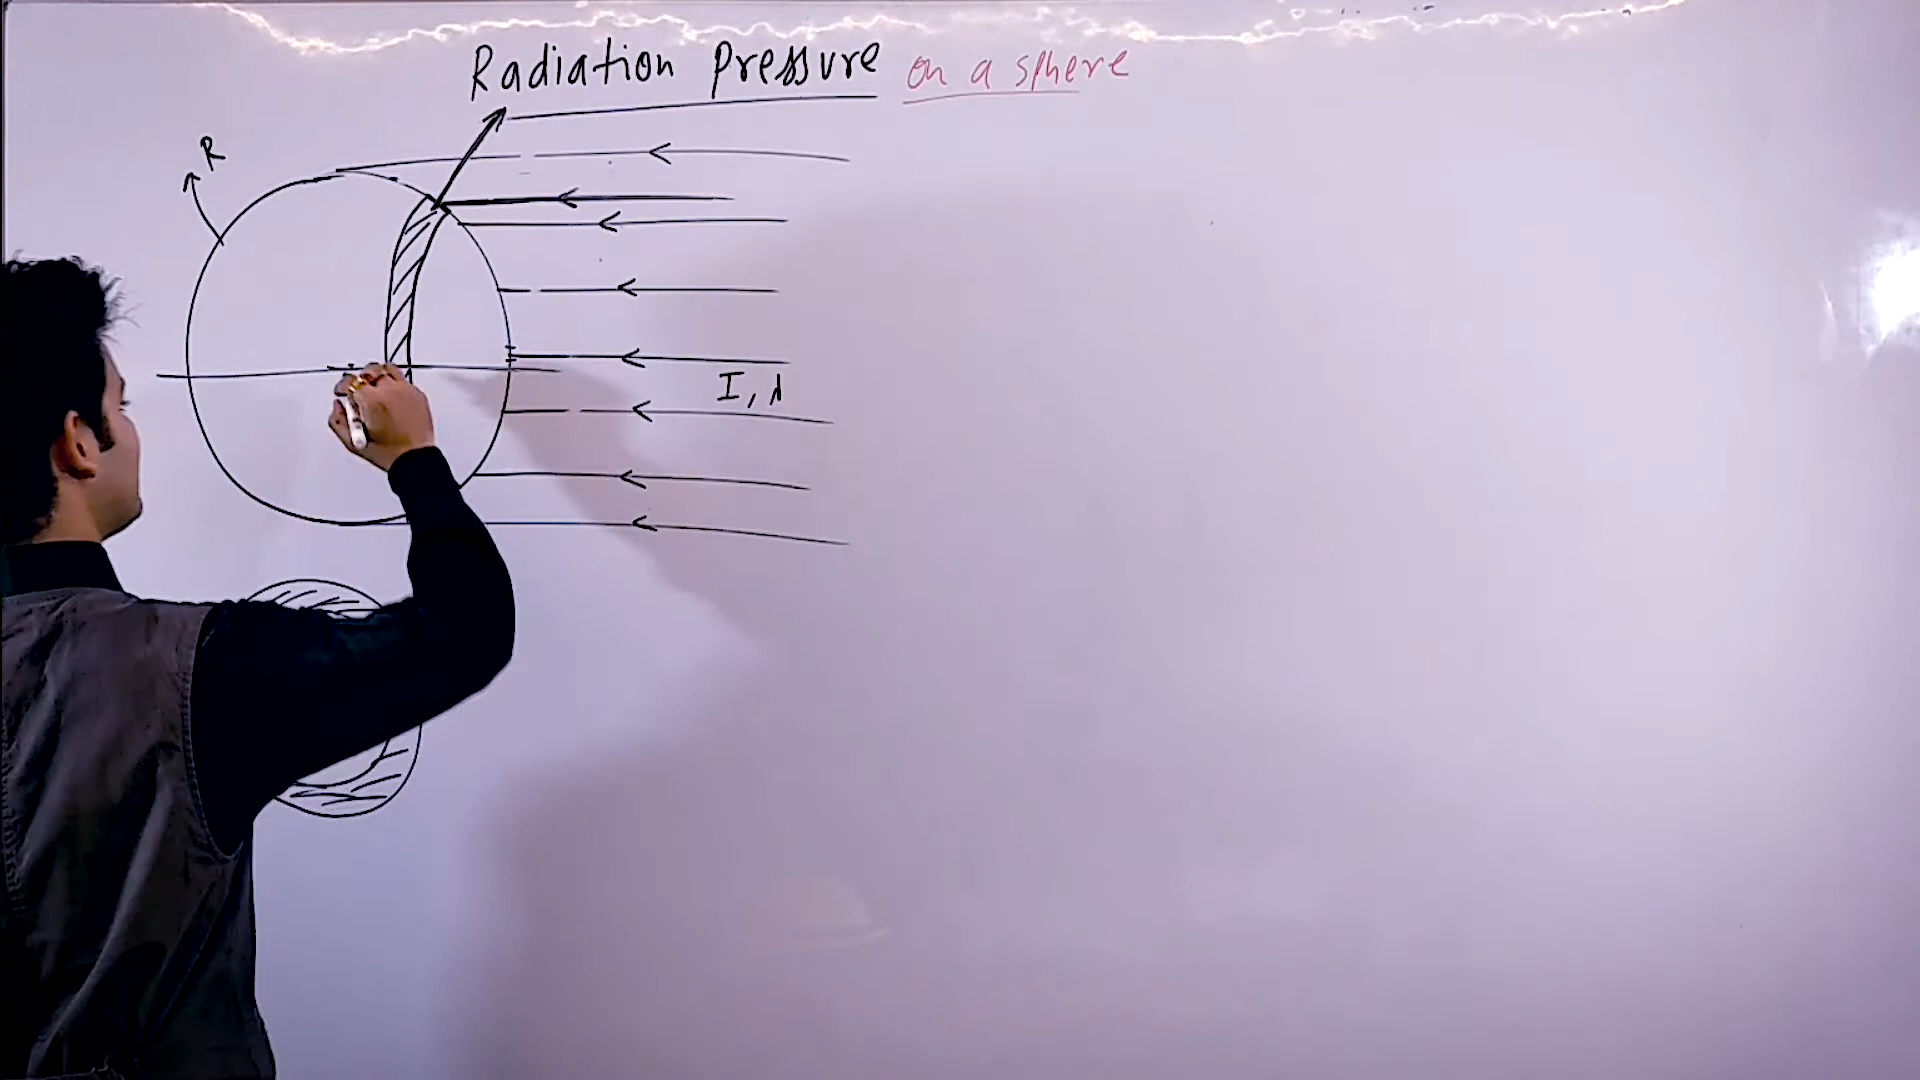 Radiation Pressure on a sphere
R
I, λ